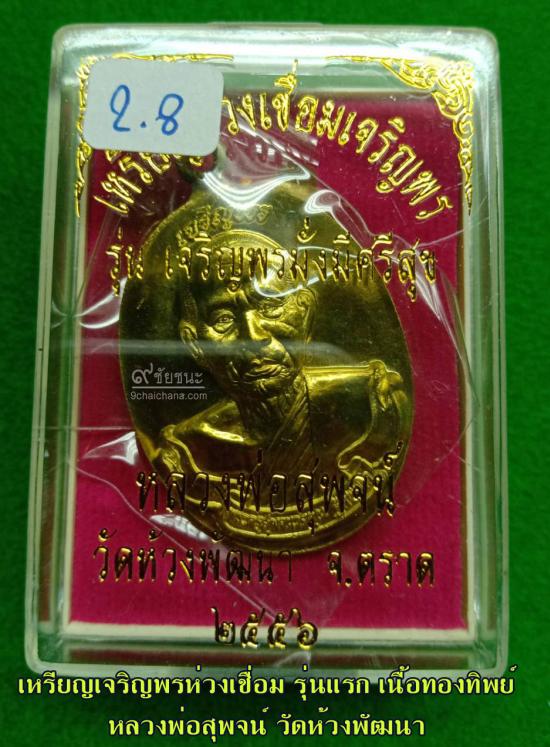 ๒.๘
เหรียญห่วงเชื่อมเจริญพร
เจริญพร
รุ่น เจริญพรมั่งมีศรีสุข
๙ชัยชนะ
9chaichana.com
หลวงพ่อสุพจน์
วัดห้วงพัฒนา จ.ตราด
๒๕๕๖
เหรียญเจริญพรห่วงเชื่อม รุ่นแรก เนื้อทองทิพย์
หลวงพ่อสุพจน์ วัดห้วงพัฒนา